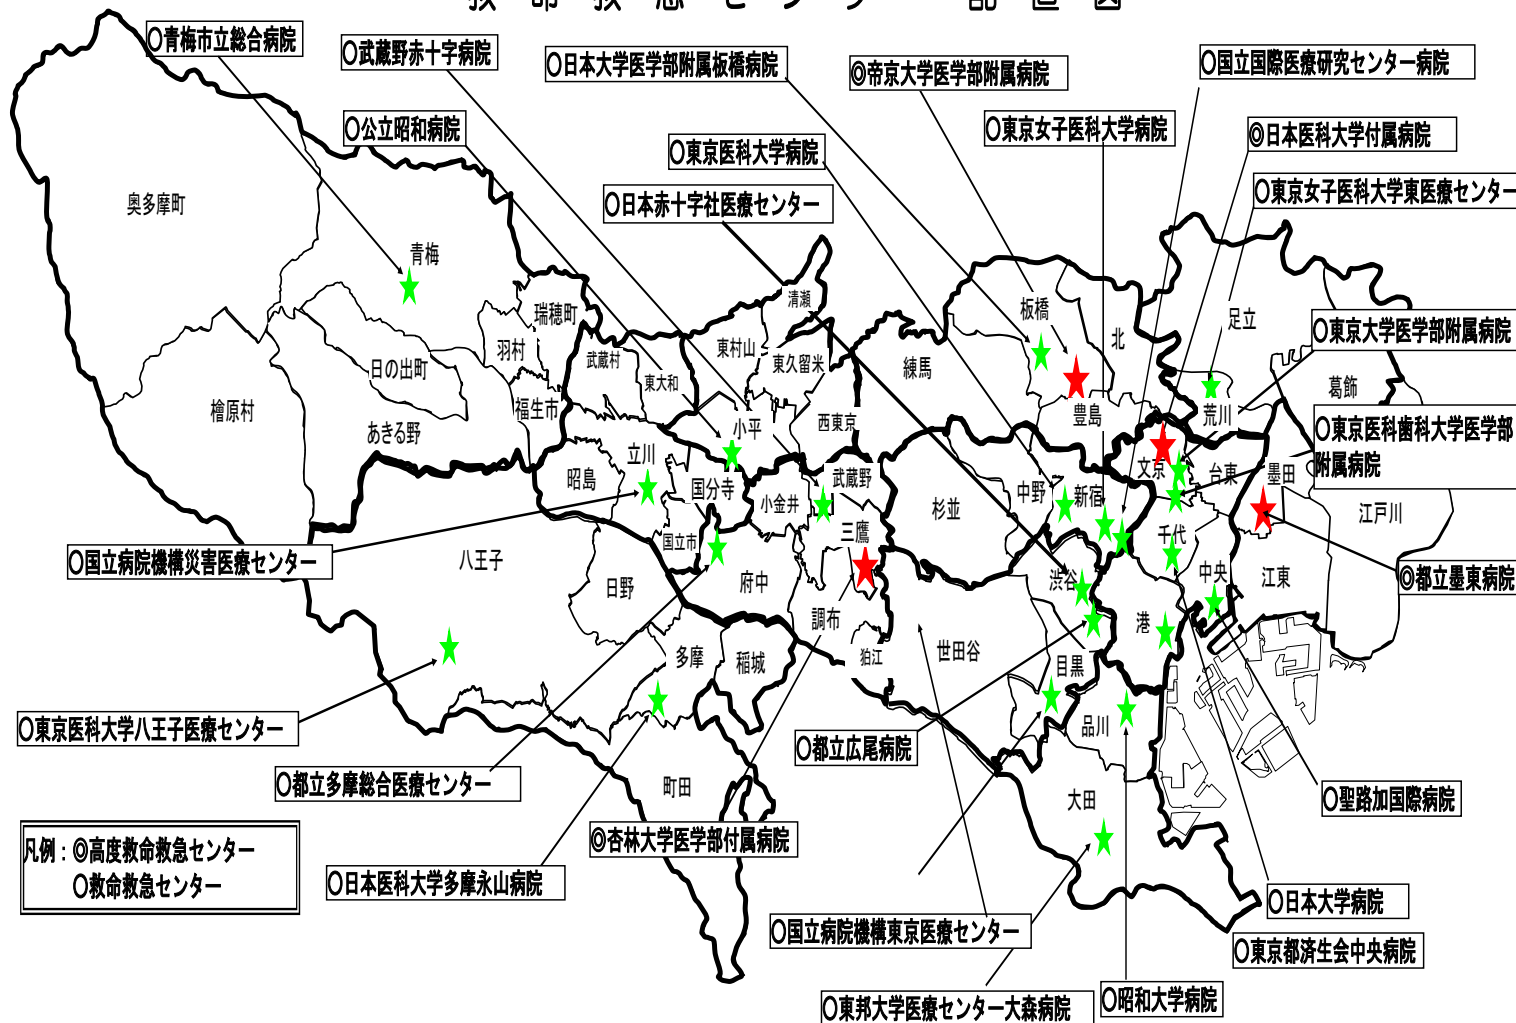 救命救急センター 配置図
○青梅市立総合病院
○武蔵野赤十字病院
○日本大学医学部附属板橋病院
◎帝京大学医学部附属病院
○国立国際医療研究センター病院
○公立昭和病院
○東京医科大学病院
○東京女子医科大学病院
◎日本医科大学付属病院
○日本赤十字社医療センター
○東京女子医科大学東医療センター
奥多摩町
青梅
瑞穂町
羽村
日の出町
福生市
檜原村
あきる野
武蔵村
東大和
東村山
清瀬
東久留米
西東京
小平
練馬
板橋
北
足立
豊島
荒川
葛飾
○東京大学医学部附属病院
○東京医科歯科大学医学部
附属病院
昭島
立川
国分寺
小金井
武蔵野
三鷹
杉並
中野
新宿
文京
台東
墨田
江戸川
国立市
八王子
日野
府中
調布
狛江
渋谷
千代
中央
江東
港
世田谷
目黒
品川
大田
多摩
稲城
町田
○国立病院機構災害医療センター
◎都立墨東病院
○東京医科大学八王子医療センター
○都立多摩総合医療センター
○都立広尾病院
○聖路加国際病院
◎杏林大学医学部付属病院
凡例：◎高度救命救急センター
○救命救急センター
○日本医科大学多摩永山病院
○日本大学病院
○国立病院機構東京医療センター
○東京都済生会中央病院
○東邦大学医療センター大森病院
○昭和大学病院